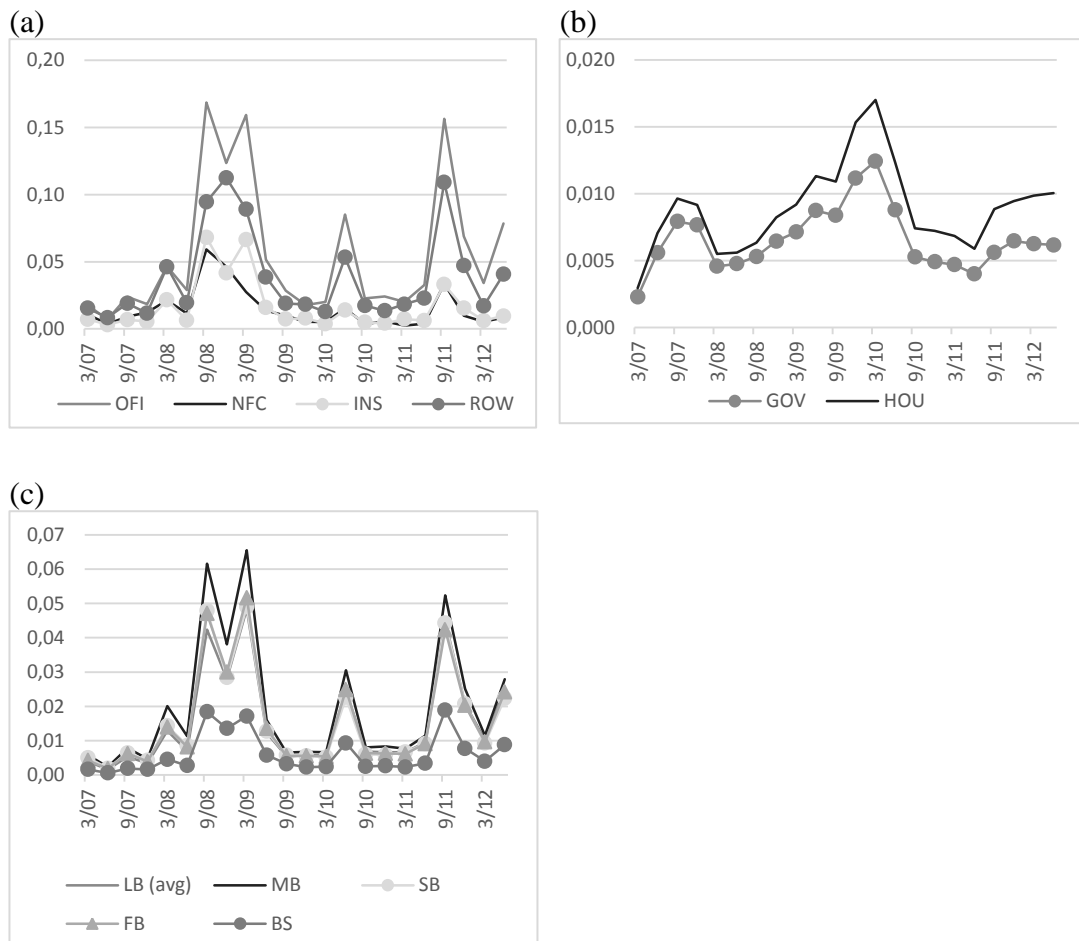 (a)
0,20
0,15
0,10
0,05
0,00
3/07 9/07 3/08 9/08 3/09 9/09 3/10 9/10 3/11 9/11 3/12
OFI NFC INS ROW
(b)
0,020
0,015
0,010
0,005
0,000
3/07 9/07 3/08 9/08 3/09 9/09 3/10 9/10 3/11 9/11 3/12
GOV HOU
(c)
0,07
0,06
0,05
0,04
0,03
0,02
0,01
0,00
3/07 9/07 3/08 9/08 3/09 9/09 3/10 9/10 3/11 9/11 3/12
LB (avg) MB SB
FB BS